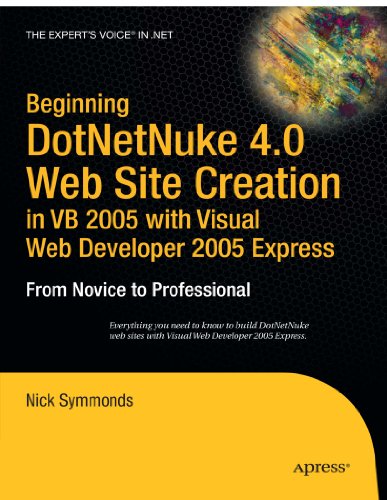 THE EXPERT'S VOICE® IN .NET
Beginning
DotNetNuke 4.0
Web Site Creation
in VB 2005 with Visual
Web Developer 2005 Express
From Novice to Professional
Everything you need to know to build DotNetNuke
web sites with Visual Web Developer 2005 Express.
Nick Symmonds
Apress®